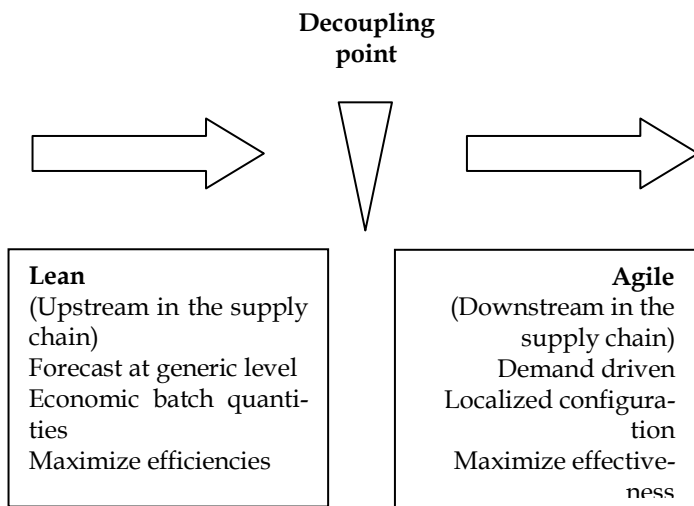 Decoupling
point
Lean
(Upstream in the supply
chain)
Forecast at generic level
Economic batch quanti-
ties
Maximize efficiencies
Agile
(Downstream in the
supply chain)
Demand driven
Localized configura-
tion
Maximize effective-
ness